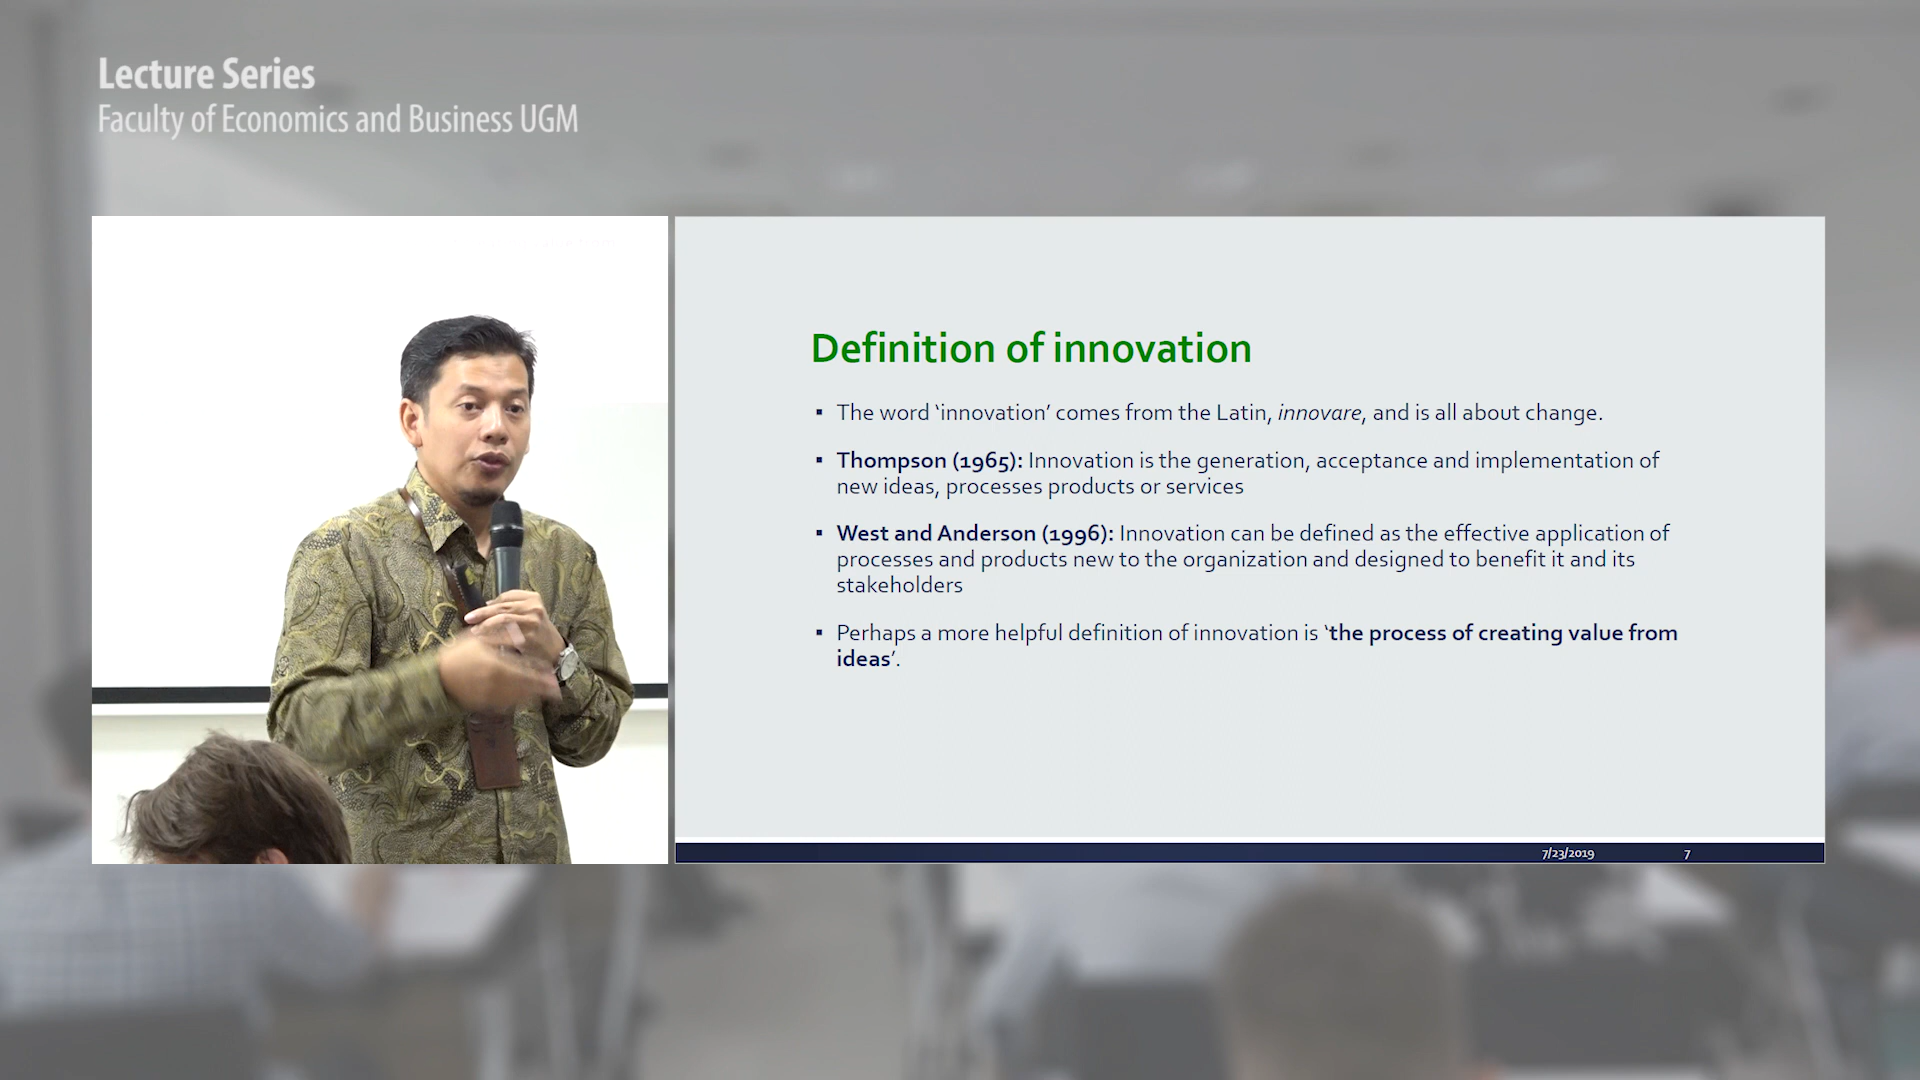 Lecture Series
Faculty of Economics and Business UGM
Definition of innovation
▪ The word ‘innovation’ comes from the Latin, innovare, and is all about change.
▪ Thompson (1965): Innovation is the generation, acceptance and implementation of
new ideas, processes products or services
▪ West and Anderson (1996): Innovation can be defined as the effective application of
processes and products new to the organization and designed to benefit it and its
stakeholders
▪ Perhaps a more helpful definition of innovation is ‘the process of creating value from
ideas’.
7/23/2019 7